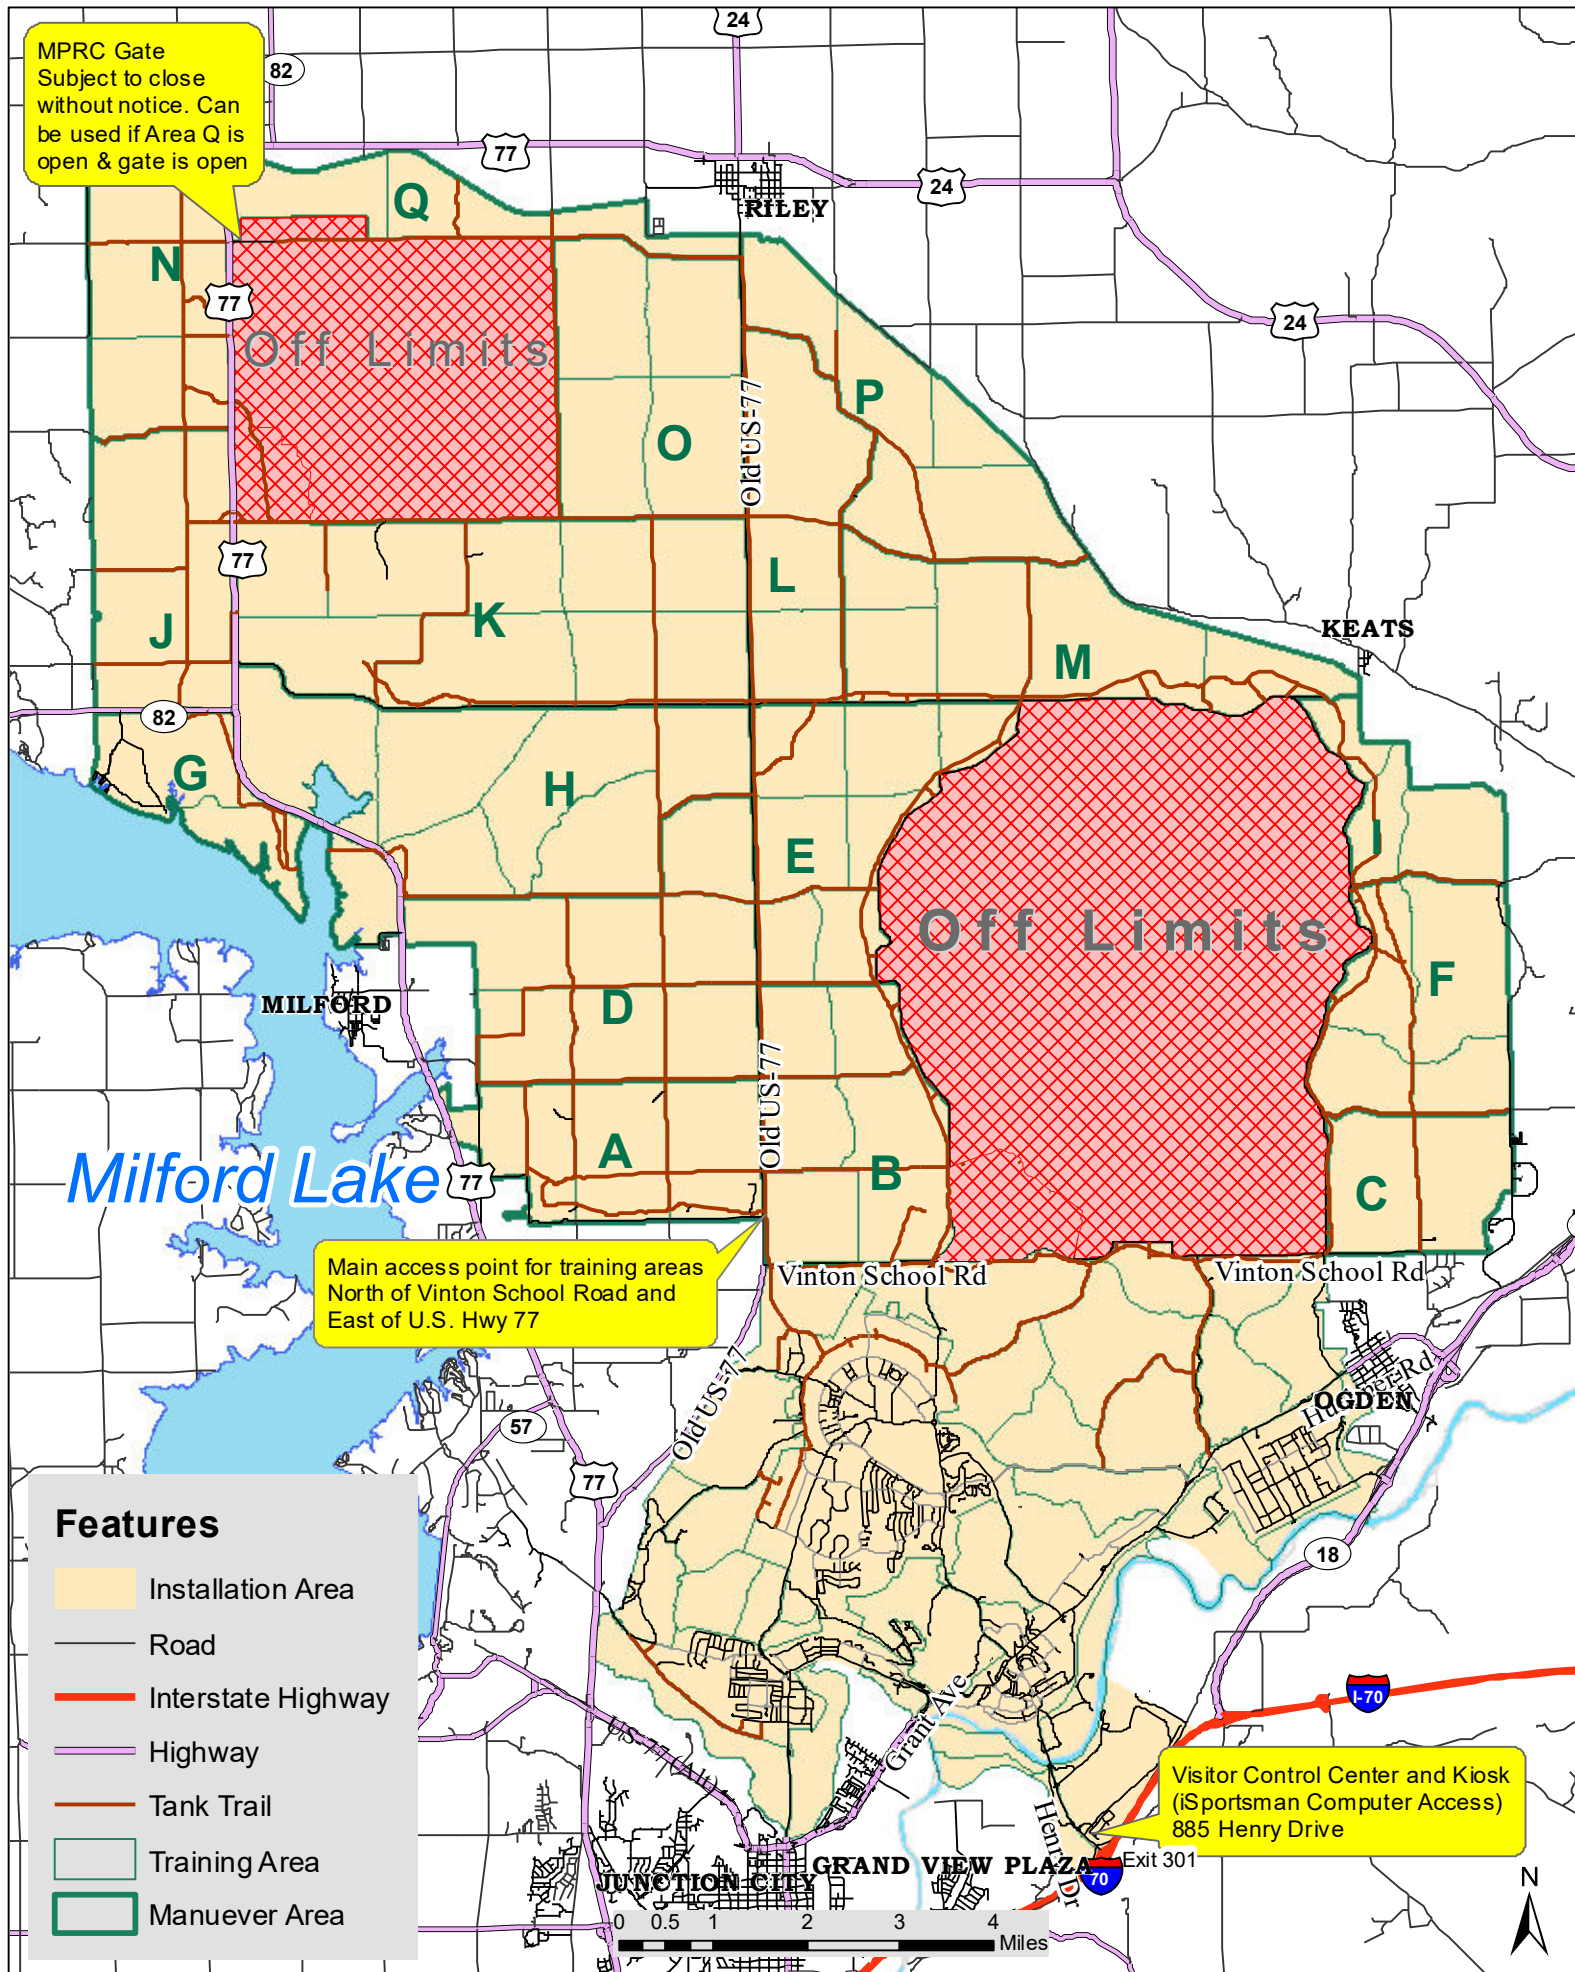 24
MPRC Gate
Subject to close
without notice. Can
be used if Area Q is
open & gate is open
82
77
24
Q
RILEY
N
77
24
Off Limits
P
Old US-77
O
77
L
K
J
KEATS
M
82
G
H
E
I
Off Limits
F
MILFORD
D
Old US-77
A
B
Milford Lake
77
C
Main access point for training areas
North of Vinton School Road and
East of U.S. Hwy 77
Vinton School Rd
Vinton School Rd
Old US-77
OGDEN
57
77
18
Features
Installation Area
Road
Interstate Highway
Highway
Tank Trail
Training Area
Manuever Area
I-70
Grant Ave
US-77 (Alt)
Visitor Control Center and Kiosk
(iSportsman Computer Access)
885 Henry Drive
Henry Dr
Exit 301
70
GRAND VIEW PLAZA
JUNCTION CITY
N
0 0.5 1 2 3 4
Miles